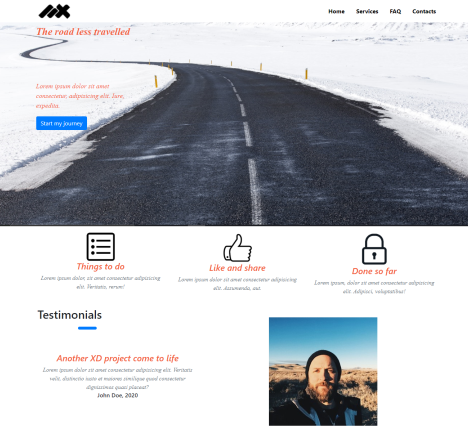 Home Services FAQ Contacts
The road less travelled
Lorem ipsum dolor sit amet
consectetur, adipisicing elit. Iure,
expedita.
Start my journey
Things to do
Lorem ipsum dolor, sit amet consectetur adipisicing
elit. Veritatis, rerum!
Like and share
Lorem ipsum dolor sit amet consectetur adipisicing
elit. Assumenda, aut.
Done so far
Lorem ipsum, dolor sit amet consectetur adipisicing
elit. Adipisci, voluptatibus!
Testimonials
Another XD project come to life
Lorem ipsum dolor sit amet consectetur adipisicing elit. Veritatis
velit, distinctio iusto at maiores similique quod consectetur
dignissimos quasi placeat?
John Doe, 2020